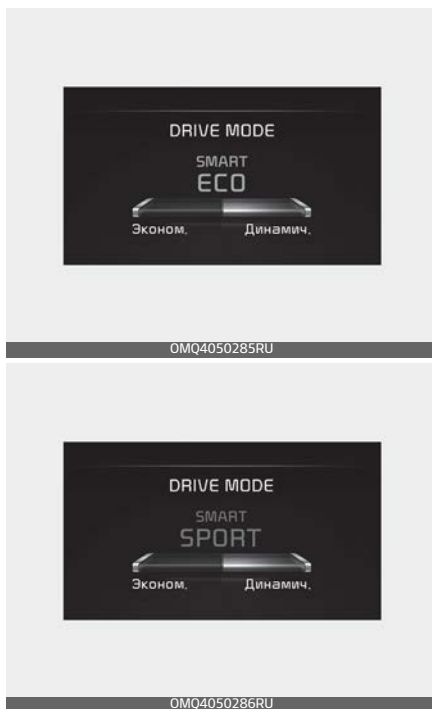 DRIVE MODE
SMART
ECO
Эконом. Динамич.
OMQ4050285RU
DRIVE MODE
SMART
SPORT
Эконом. Динамич.
OMQ4050286RU